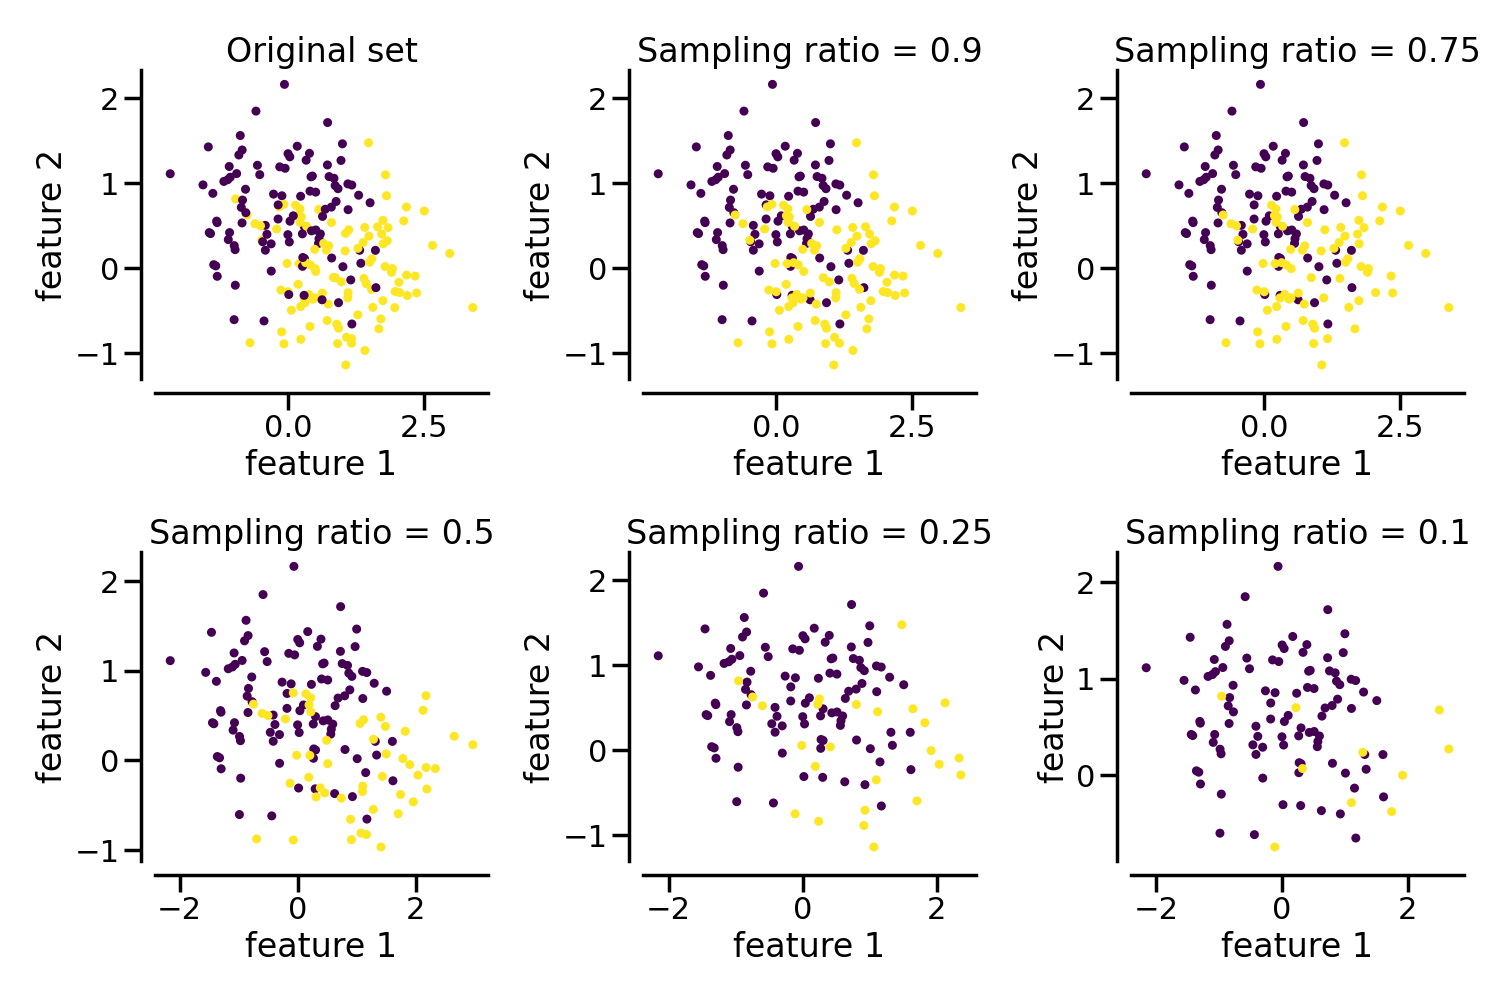 Original set
Sampling ratio = 0.9
Sampling ratio = 0.75
feature 2
2
1
0
−1
0.0
2.5
feature 1
feature 2
2
1
0
−1
0.0
2.5
feature 1
feature 2
2
1
0
−1
0.0
2.5
feature 1
Sampling ratio = 0.5
Sampling ratio = 0.25
Sampling ratio = 0.1
feature 2
2
1
0
−1
−2
0
2
feature 1
feature 2
2
1
0
−1
−2
0
2
feature 1
feature 2
2
1
0
−2
0
2
feature 1